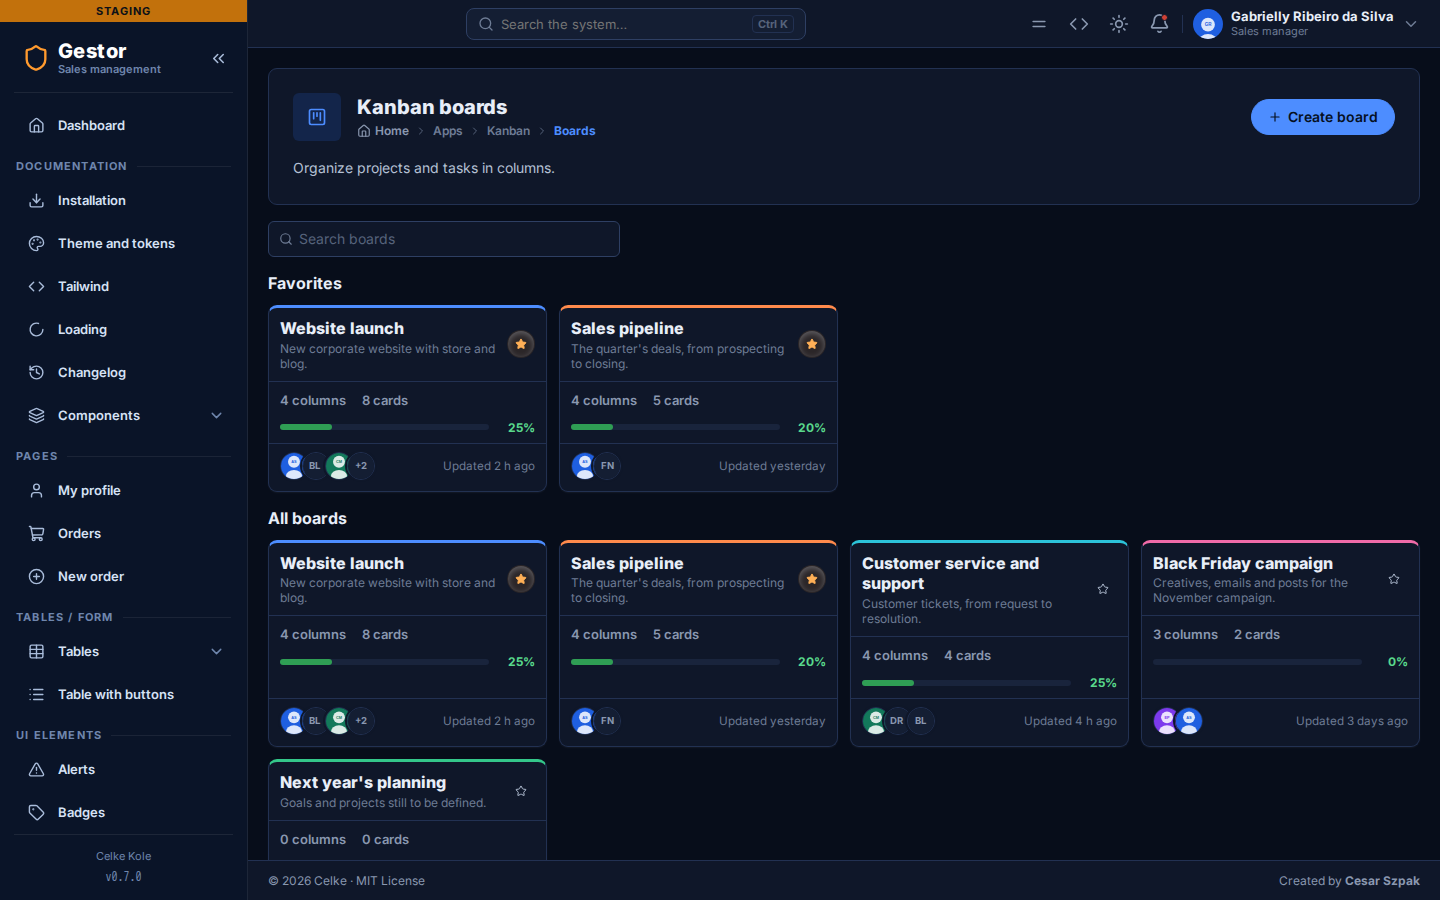 STAGING
Gestor
Sales management
Search the system...
Ctrl K
Gabrielly Ribeiro da Silva
Sales manager
Dashboard
DOCUMENTATION
Installation
Theme and tokens
Tailwind
Loading
Changelog
Components
PAGES
My profile
Orders
New order
TABLES / FORM
Tables
Table with buttons
UI ELEMENTS
Alerts
Badges
Celke Kole
v0.7.0
Kanban boards
Home > Apps > Kanban > Boards
Create board
Organize projects and tasks in columns.
Search boards
Favorites
Website launch
New corporate website with store and
blog.
4 columns 8 cards
25%
BL +2 Updated 2 h ago
Sales pipeline
The quarter's deals, from prospecting
to closing.
4 columns 5 cards
20%
FN Updated yesterday
All boards
Website launch
New corporate website with store and
blog.
4 columns 8 cards
25%
BL +2 Updated 2 h ago
Sales pipeline
The quarter's deals, from prospecting
to closing.
4 columns 5 cards
20%
FN Updated yesterday
Customer service and
support
Customer tickets, from request to
resolution.
4 columns 4 cards
25%
DR BL Updated 4 h ago
Black Friday campaign
Creatives, emails and posts for the
November campaign.
3 columns 2 cards
0%
Updated 3 days ago
Next year's planning
Goals and projects still to be defined.
0 columns 0 cards
© 2026 Celke · MIT License
Created by Cesar Szpak